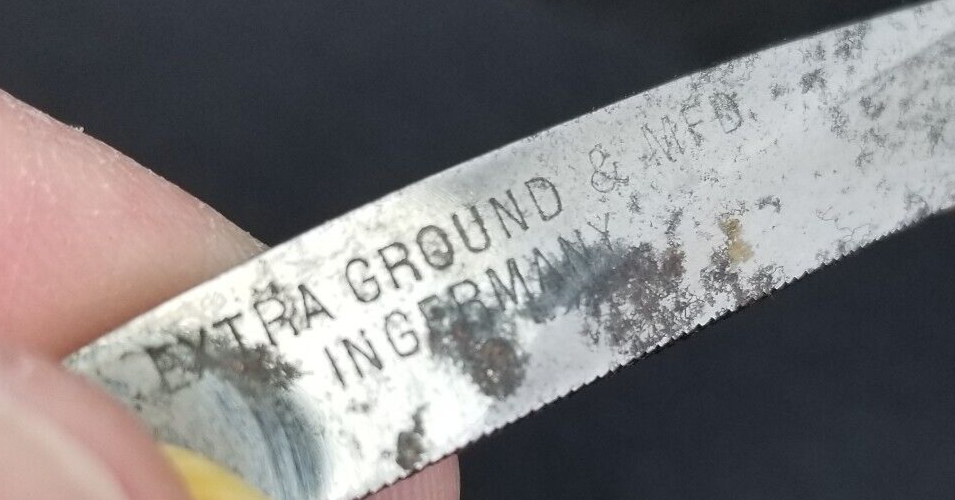 EXTRA GROUND & MFD.
IN GERMANY